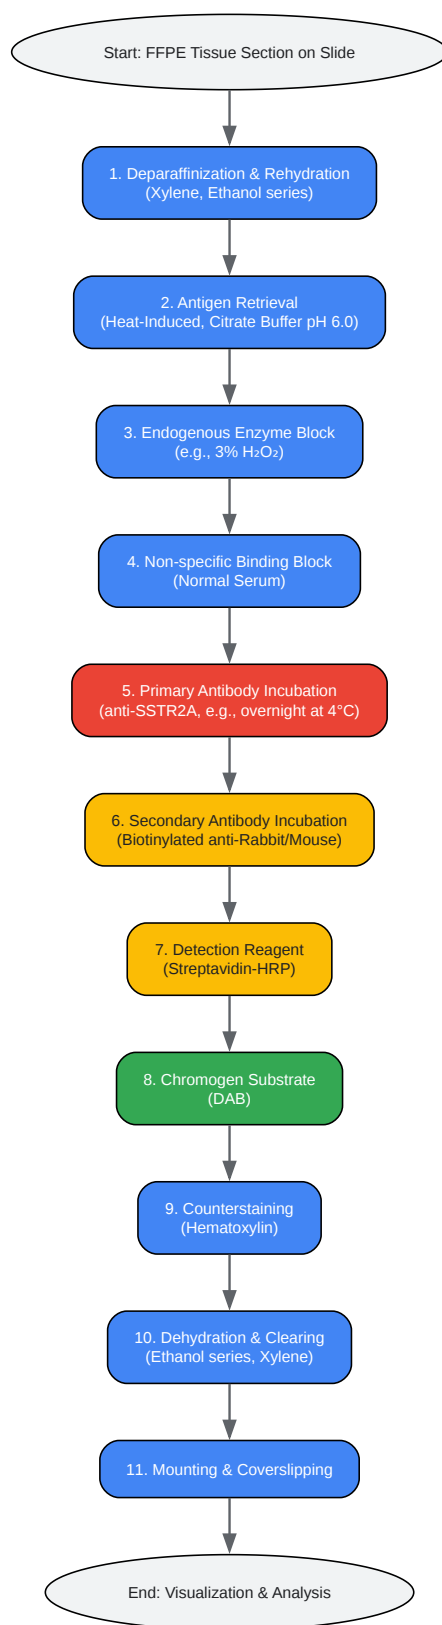 Start: FFPE Tissue Section on Slide
1. Deparaffinization & Rehydration
(Xylene, Ethanol series)
2. Antigen Retrieval
(Heat-Induced, Citrate Buffer pH 6.0)
3. Endogenous Enzyme Block
(e.g., 3% H₂O₂)
4. Non-specific Binding Block
(Normal Serum)
5. Primary Antibody Incubation
(anti-SSTR2A, e.g., overnight at 4°C)
6. Secondary Antibody Incubation
(Biotinylated anti-Rabbit/Mouse)
7. Detection Reagent
(Streptavidin-HRP)
8. Chromogen Substrate
(DAB)
9. Counterstaining
(Hematoxylin)
10. Dehydration & Clearing
(Ethanol series, Xylene)
11. Mounting & Coverslipping
End: Visualization & Analysis